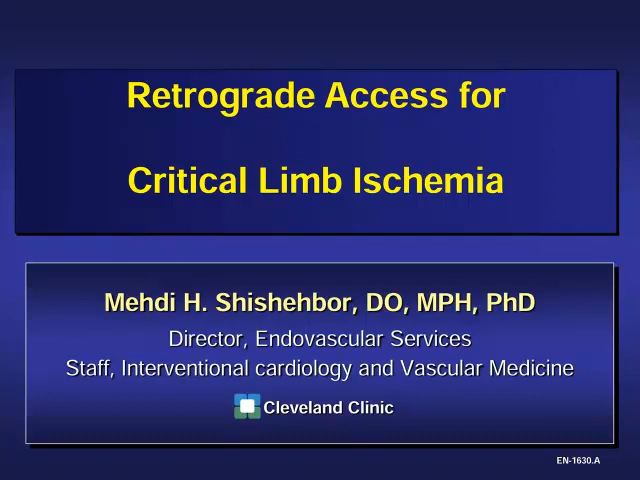 Retrograde Access for
Critical Limb Ischemia
Mehdi H. Shishehbor, DO, MPH, PhD
Director, Endovascular Services
Staff, Interventional cardiology and Vascular Medicine
Cleveland Clinic
EN-1630.A